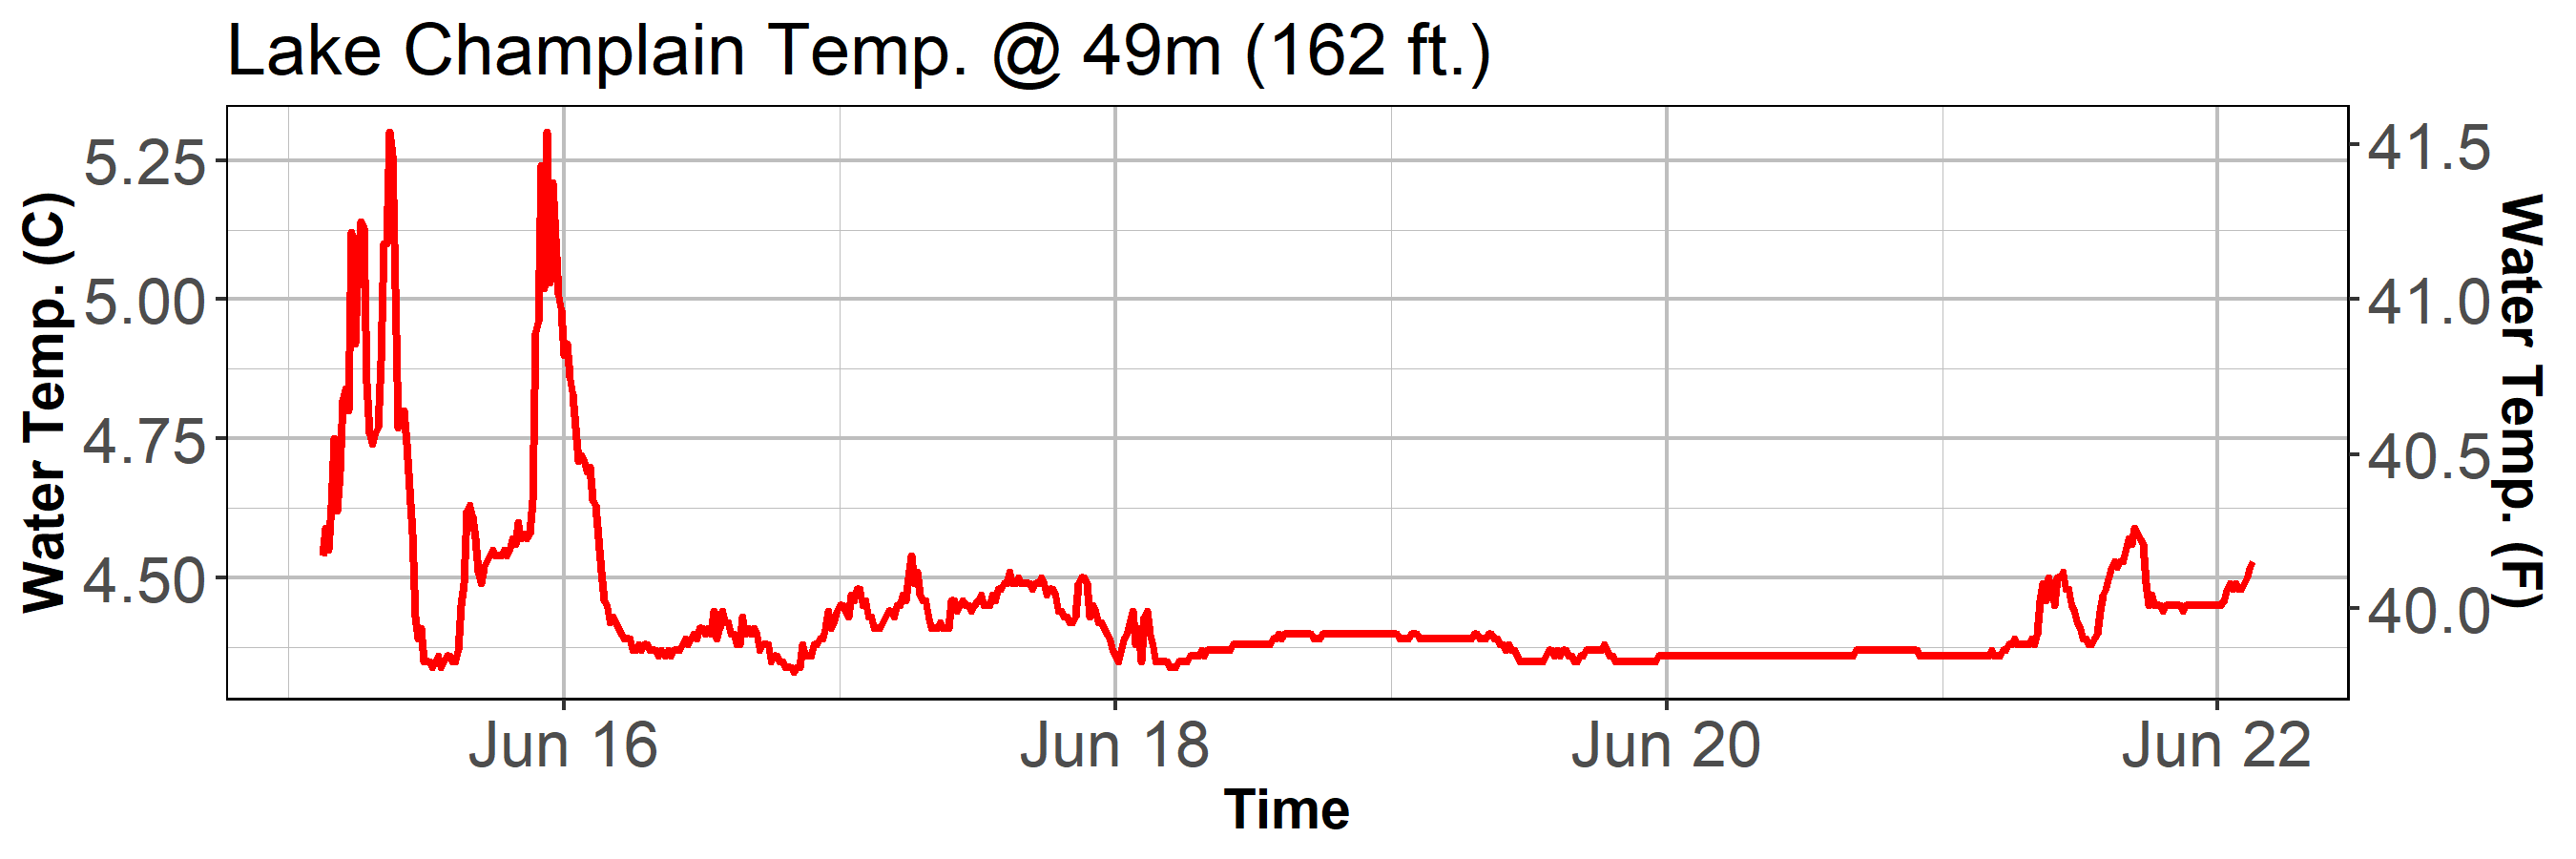 Lake Champlain Temp. @ 49m (162 ft.)
Water Temp. (C)
5.25
5.00
4.75
4.50
41.5
41.0
40.5
40.0
Water Temp. (F)
Jun 16 Jun 18 Jun 20 Jun 22
Time